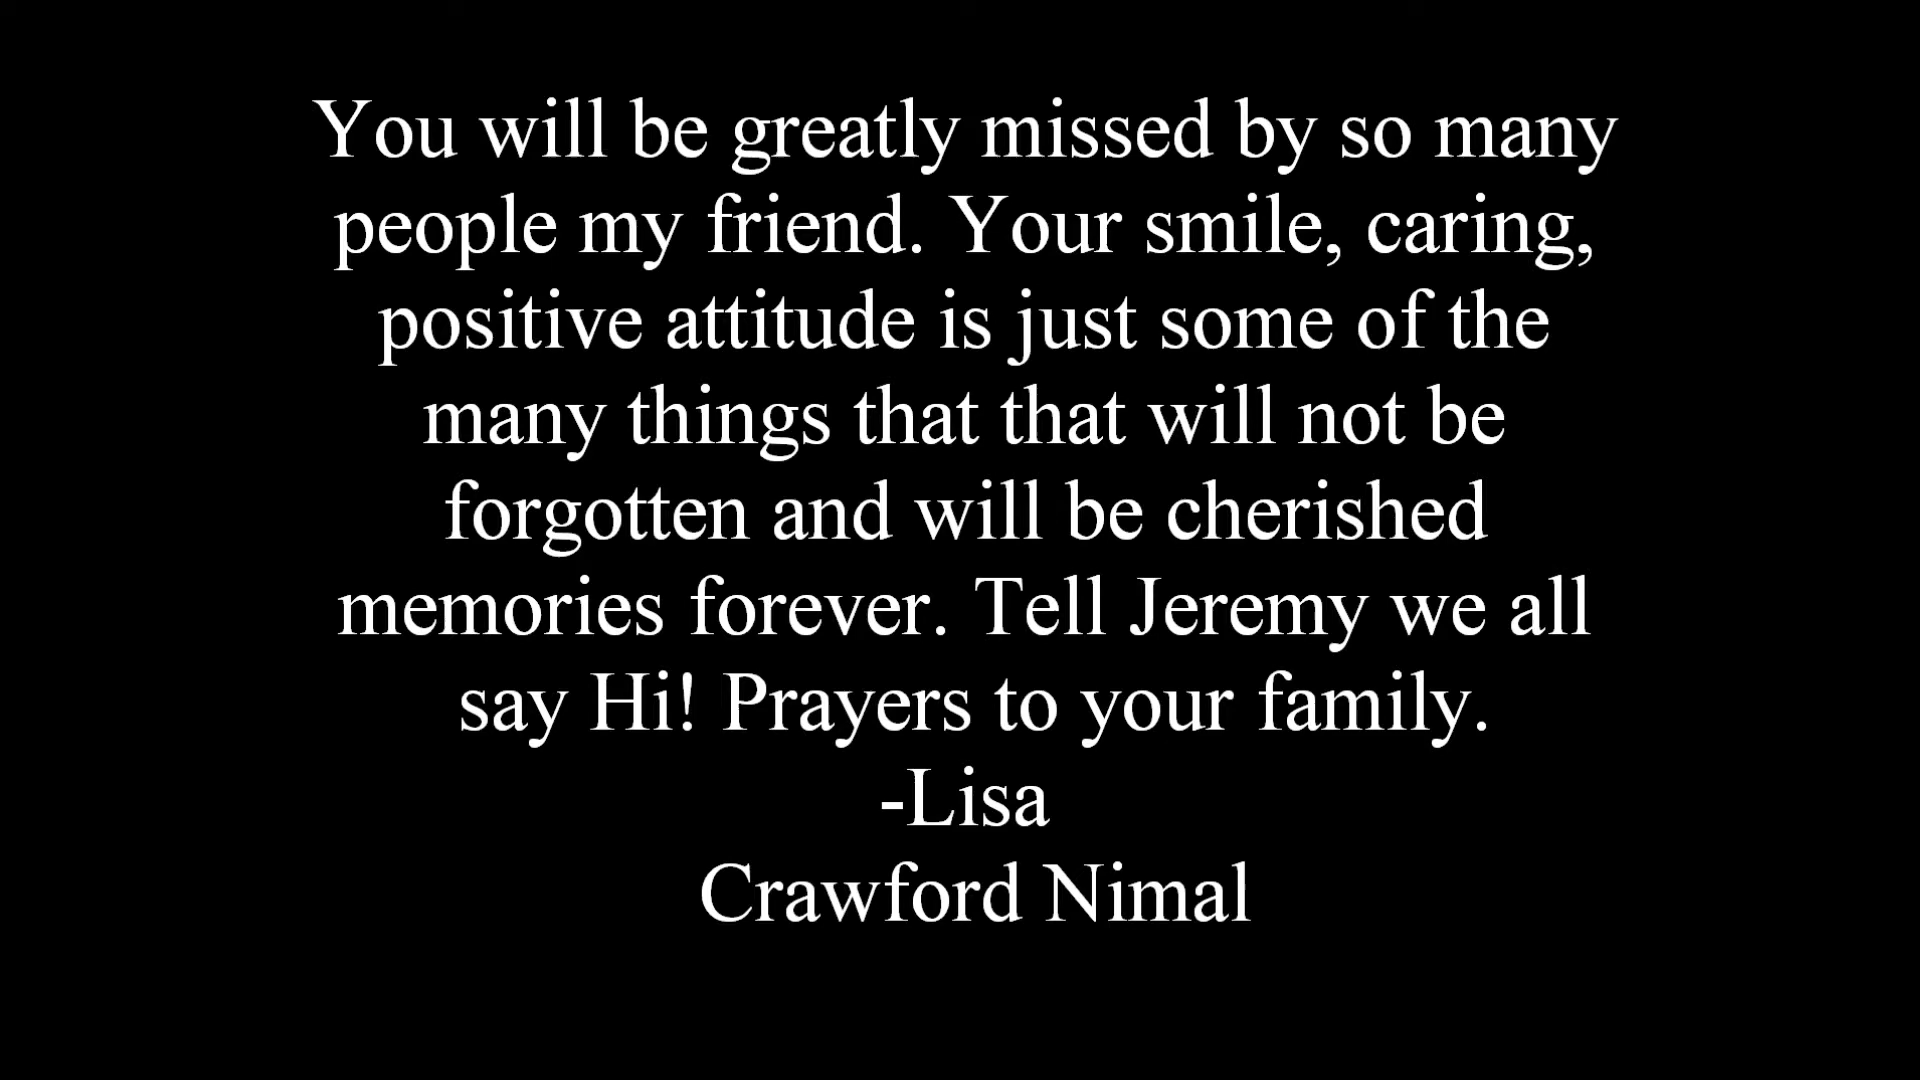 You will be greatly missed by so many
people my friend. Your smile, caring,
positive attitude is just some of the
many things that that will not be
forgotten and will be cherished
memories forever. Tell Jeremy we all
say Hi! Prayers to your family.
-Lisa
Crawford Nimal